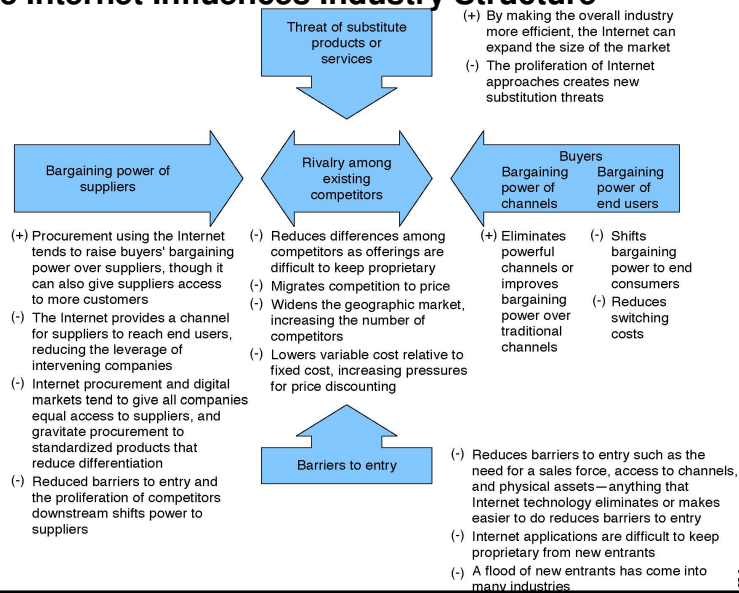 e Internet Influences Industry Structure
Threat of substitute
products or
services
(+) By making the overall industry
more efficient, the Internet can
expand the size of the market
(-) The proliferation of Internet
approaches creates new
substitution threats
Bargaining power of
suppliers
Rivalry among
existing
competitors
Buyers
Bargaining
power of
channels
Bargaining
power of
end users
(+) Procurement using the Internet
tends to raise buyers' bargaining
power over suppliers, though it
can also give suppliers access
to more customers
(-) The Internet provides a channel
for suppliers to reach end users,
reducing the leverage of
intervening companies
(-) Internet procurement and digital
markets tend to give all companies
equal access to suppliers, and
gravitate procurement to
standardized products that
reduce differentiation
(-) Reduced barriers to entry and
the proliferation of competitors
downstream shifts power to
suppliers
(-) Reduces differences among
competitors as offerings are
difficult to keep proprietary
(-) Migrates competition to price
(-) Widens the geographic market,
increasing the number of
competitors
(-) Lowers variable cost relative to
fixed cost, increasing pressures
for price discounting
(+) Eliminates
powerful
channels or
improves
bargaining
power over
traditional
channels
(-) Shifts
bargaining
power to end
consumers
(-) Reduces
switching
costs
Barriers to entry
(-) Reduces barriers to entry such as the
need for a sales force, access to channels,
and physical assets—anything that
Internet technology eliminates or makes
easier to do reduces barriers to entry
(-) Internet applications are difficult to keep
proprietary from new entrants
(-) A flood of new entrants has come into
many industries